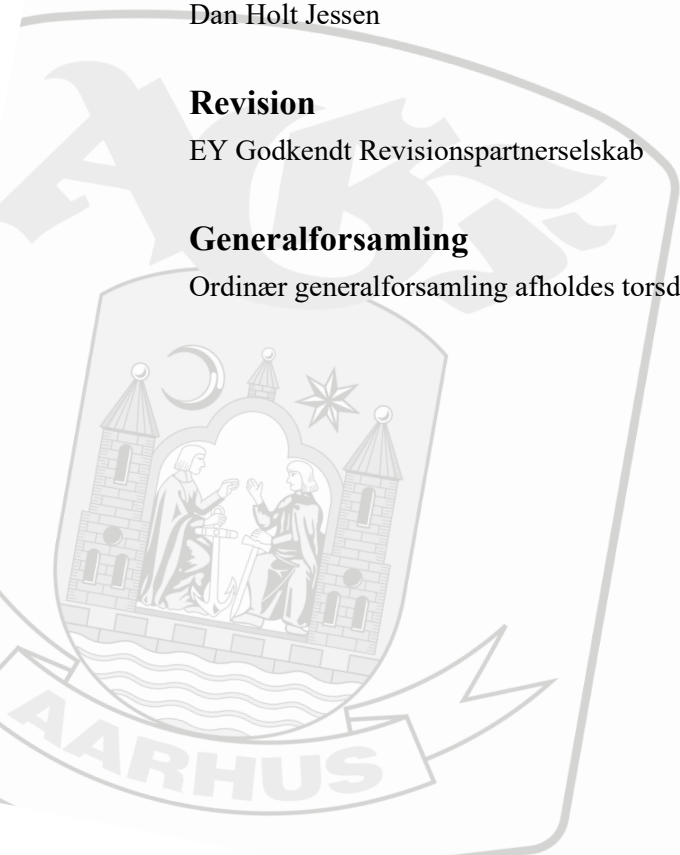 Dan Holt Jessen
Revision
EY Godkendt Revisionspartnerselskab
Generalforsamling
Ordinær generalforsamling afholdes torsd
AGF
AARHUS